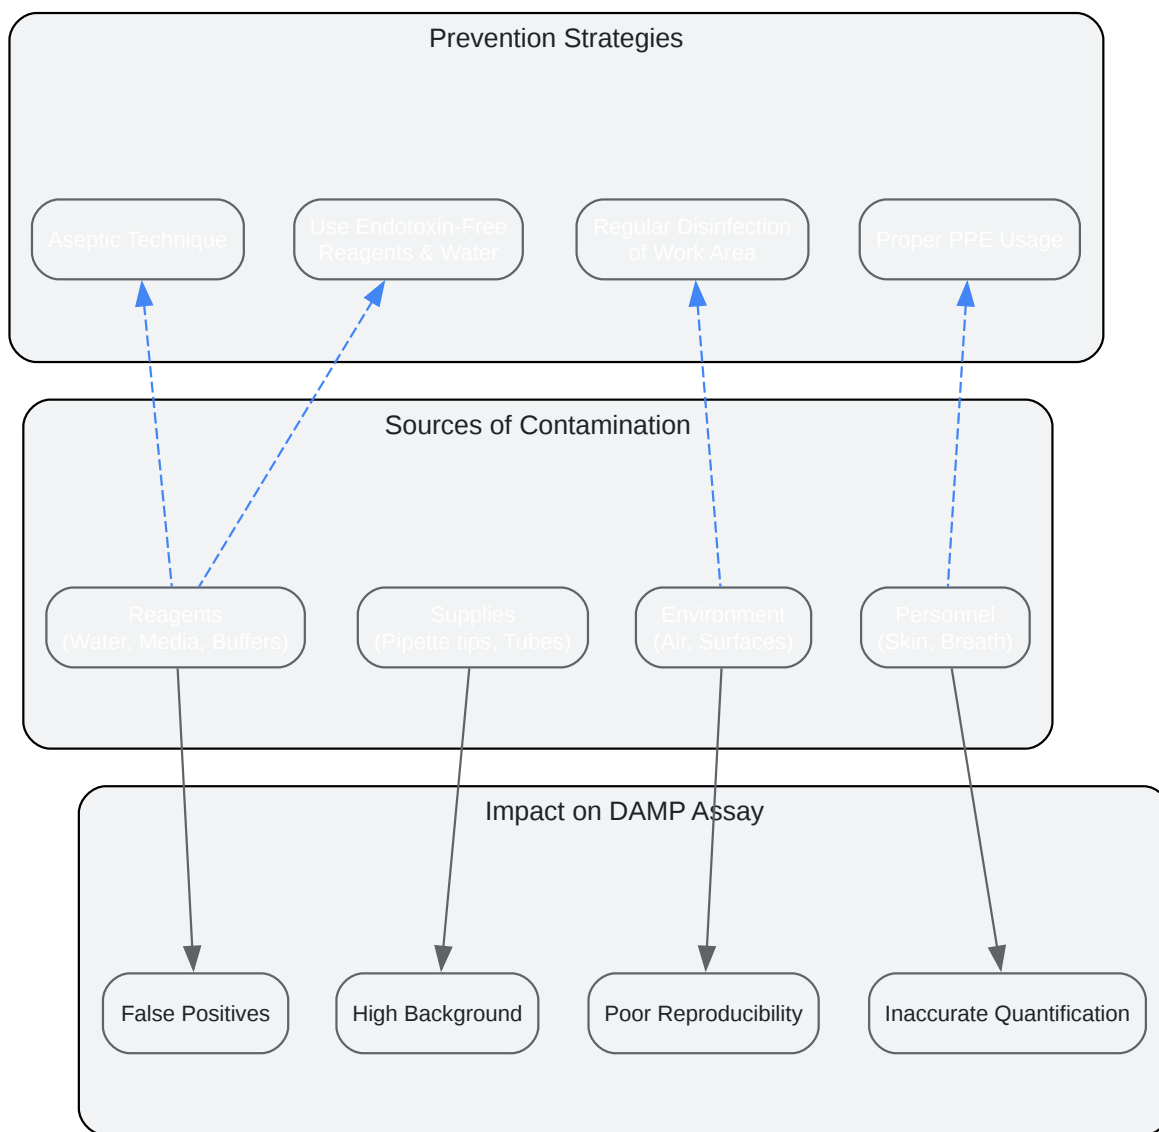 Prevention Strategies
Aseptic Technique
Use Endotoxin-Free
Reagents & Water
Regular Disinfection
of Work Area
Proper PPE Usage
Sources of Contamination
Reagents
(Water, Media, Buffers)
Supplies
(Pipette tips, Tubes)
Environment
(Air, Surfaces)
Personnel
(Skin, Breath)
Impact on DAMP Assay
False Positives
High Background
Poor Reproducibility
Inaccurate Quantification